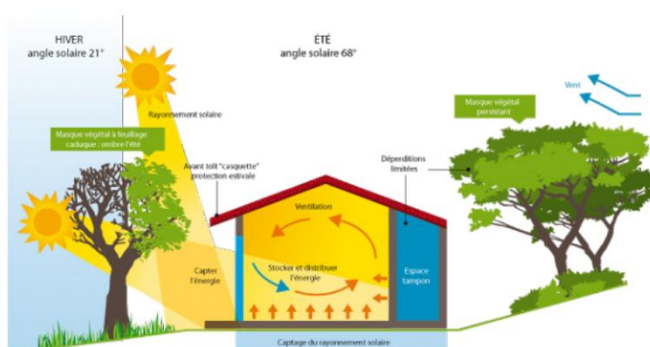 HIVER
angle solaire 21°
ÉTÉ
angle solaire 68°
Rayonnement solaire
Masque végétal à feuillage
caduque : ombre l'été
Avant toit "casquette"
protection estivale
Dépenditions
limitées
Masque végétal
persistant
Vent
Ventilation
Capter
l'énergie
Stocker et distribuer
l'énergie
Espace
tampon
Captage du rayonnement solaire